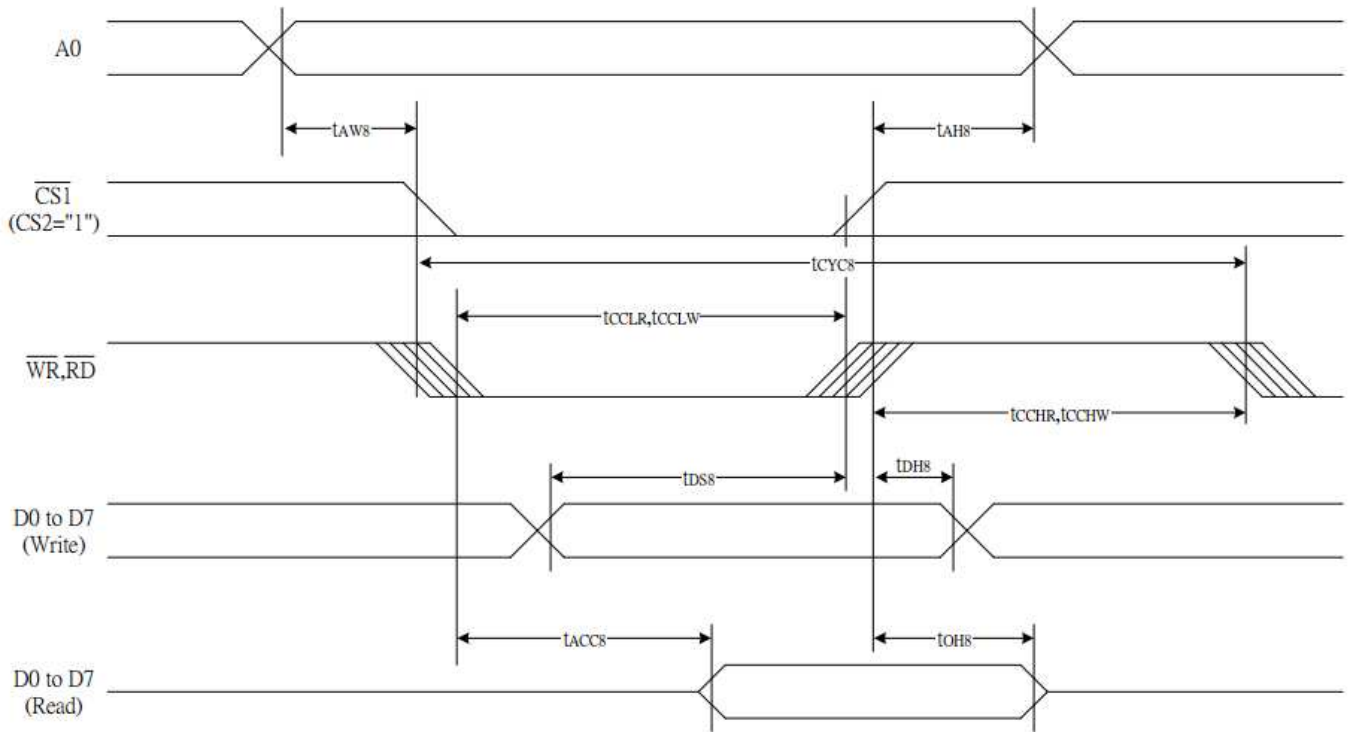 A0
tAW8
tAH8
CS1
(CS2="1")
tCYC8
tCCLR,tCCLW
WR,RD
tCCHR,tCCHW
tDS8
tDH8
D0 to D7
(Write)
tACC8
tOH8
D0 to D7
(Read)